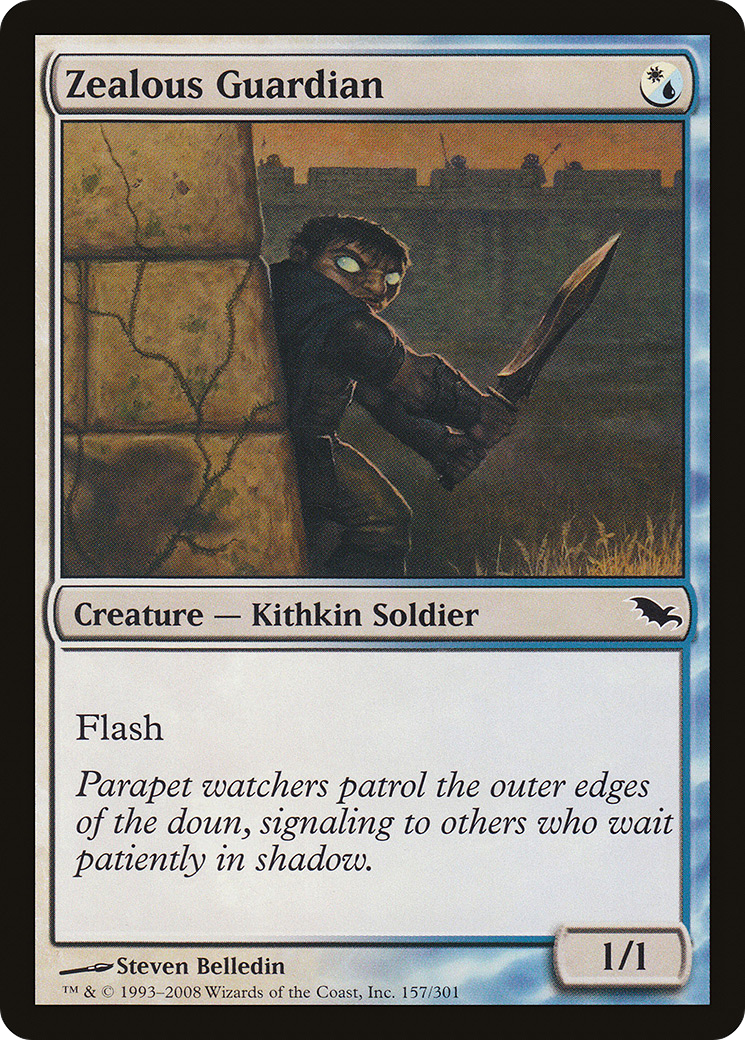 Zealous Guardian
Creature — Kithkin Soldier
Flash
Parapet watchers patrol the outer edges
of the doun, signaling to others who wait
patiently in shadow.
1/1
Steven Belledin
™ & © 1993–2008 Wizards of the Coast, Inc. 157/301